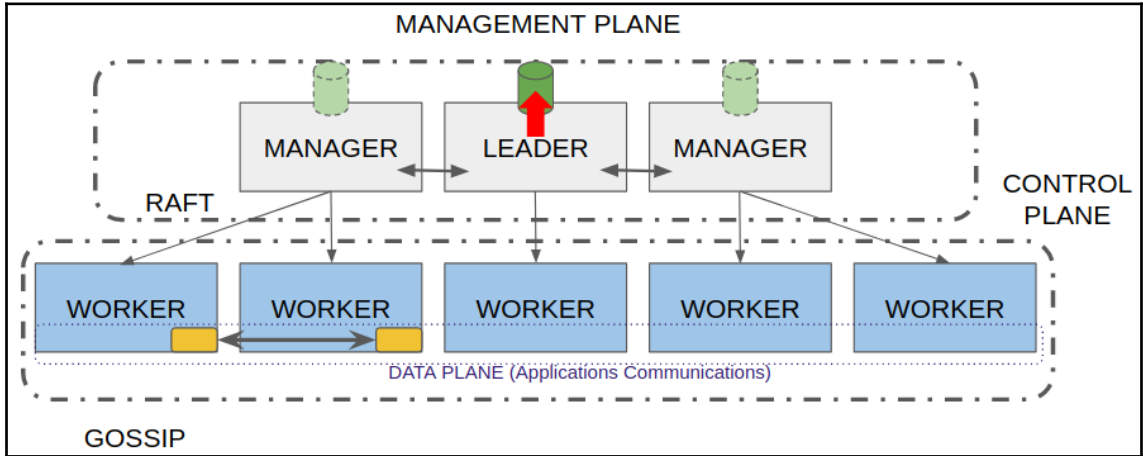 MANAGEMENT PLANE
MANAGER
LEADER
MANAGER
RAFT
CONTROL
PLANE
WORKER
WORKER
WORKER
WORKER
WORKER
DATA PLANE (Applications Communications)
GOSSIP